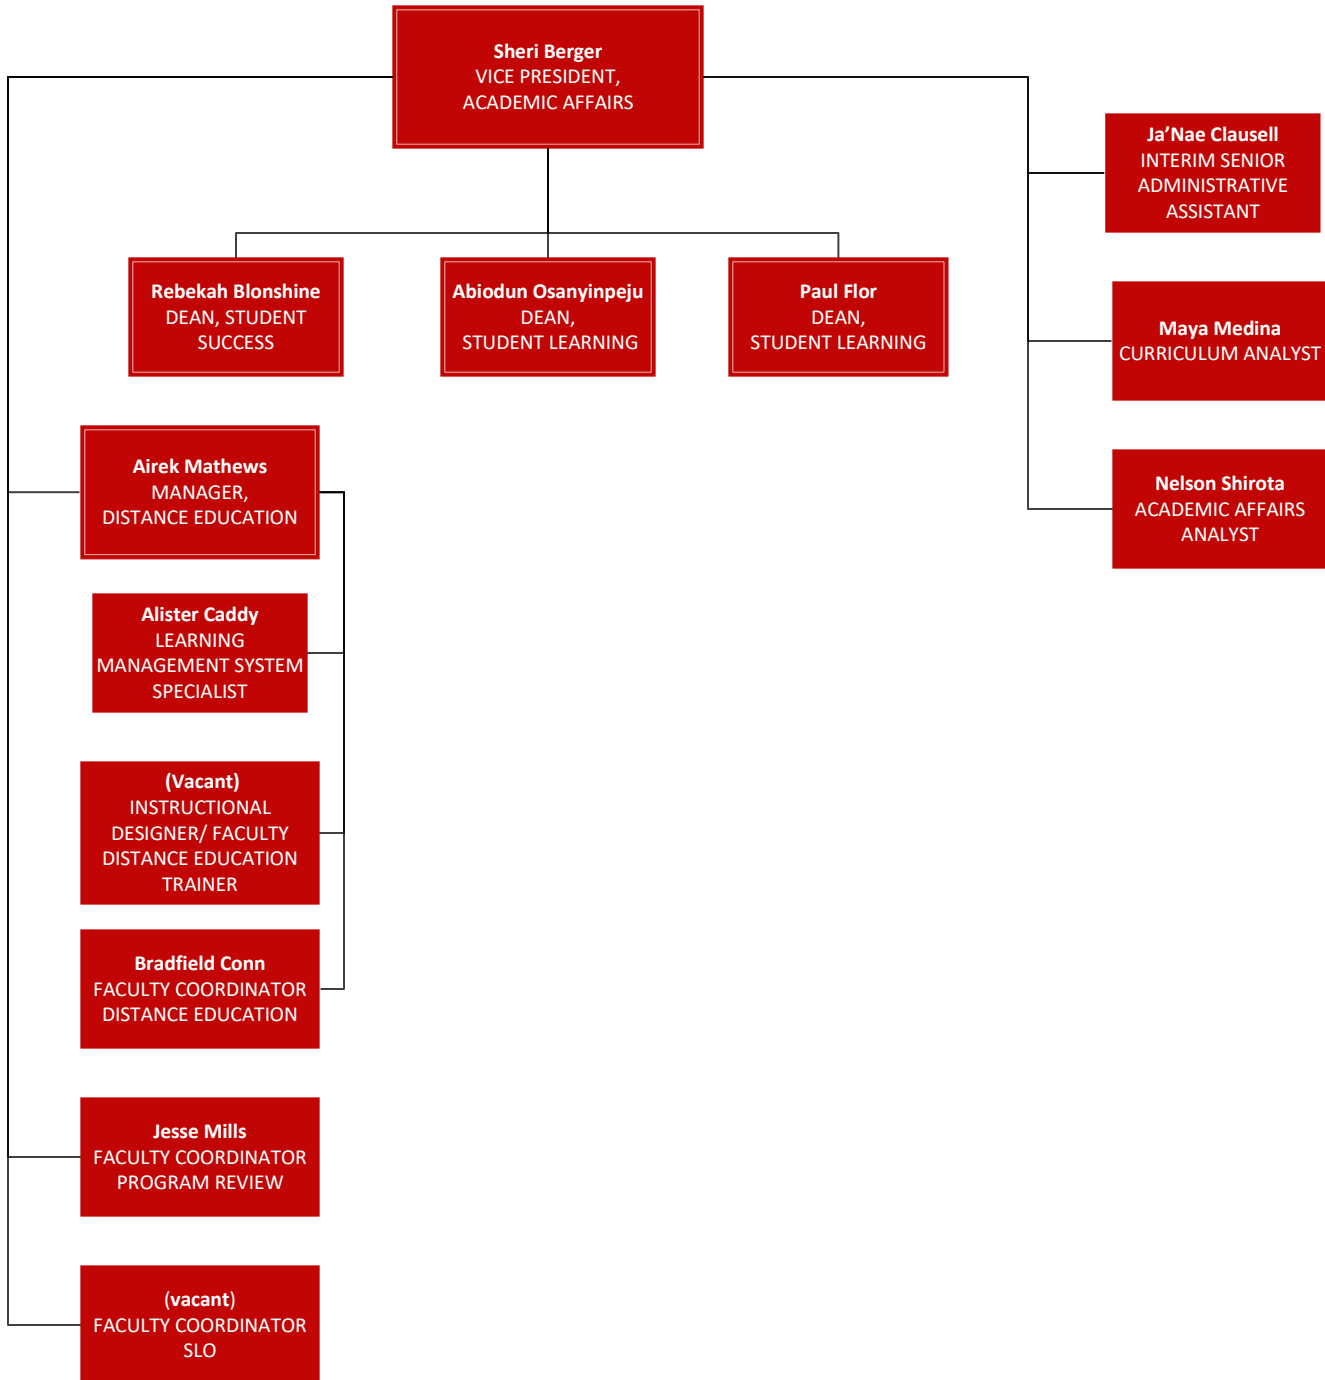 Sheri Berger
VICE PRESIDENT,
ACADEMIC AFFAIRS
Ja’Nae Clausell
INTERIM SENIOR
ADMINISTRATIVE
ASSISTANT
Rebekah Blonshine
DEAN, STUDENT
SUCCESS
Abiodun Osanyinpeju
DEAN,
STUDENT LEARNING
Paul Flor
DEAN,
STUDENT LEARNING
Maya Medina
CURRICULUM ANALYST
Airek Mathews
MANAGER,
DISTANCE EDUCATION
Nelson Shirota
ACADEMIC AFFAIRS
ANALYST
Alister Caddy
LEARNING
MANAGEMENT SYSTEM
SPECIALIST
(Vacant)
INSTRUCTIONAL
DESIGNER/ FACULTY
DISTANCE EDUCATION
TRAINER
Bradfield Conn
FACULTY COORDINATOR
DISTANCE EDUCATION
Jesse Mills
FACULTY COORDINATOR
PROGRAM REVIEW
(vacant)
FACULTY COORDINATOR
SLO